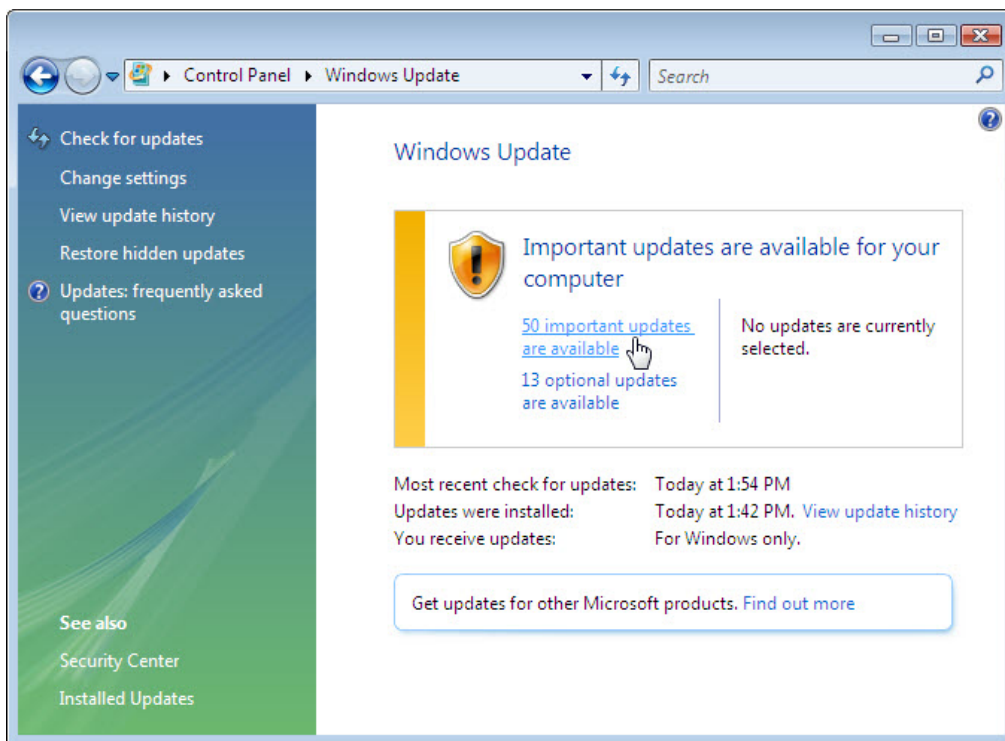 Control Panel Windows Update Search
Check for updates
Change settings
View update history
Restore hidden updates
Updates: frequently asked
questions
See also
Security Center
Installed Updates
Windows Update
Important updates are available for your
computer
50 important updates
are available
13 optional updates
are available
No updates are currently
selected.
Most recent check for updates: Today at 1:54 PM
Updates were installed: Today at 1:42 PM. View update history
You receive updates: For Windows only.
Get updates for other Microsoft products. Find out more